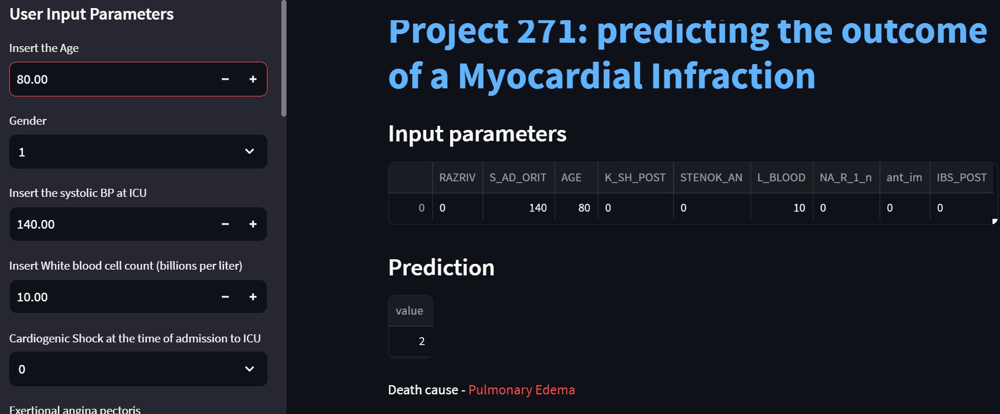 User Input Parameters
Insert the Age
80.00 − +
Gender
1
Insert the systolic BP at ICU
140.00 − +
Insert White blood cell count (billions per liter)
10.00 − +
Cardiogenic Shock at the time of admission to ICU
0
Exertional angina pectoris
Project 271: predicting the outcome
of a Myocardial Infraction
Input parameters
RAZRIV S_AD_ORIT AGE K_SH_POST STENOK_AN L_BLOOD NA_R_1_n ant_im IBS_POST
0 0 140 80 0 0 10 0 0 0
Prediction
value
2
Death cause - Pulmonary Edema